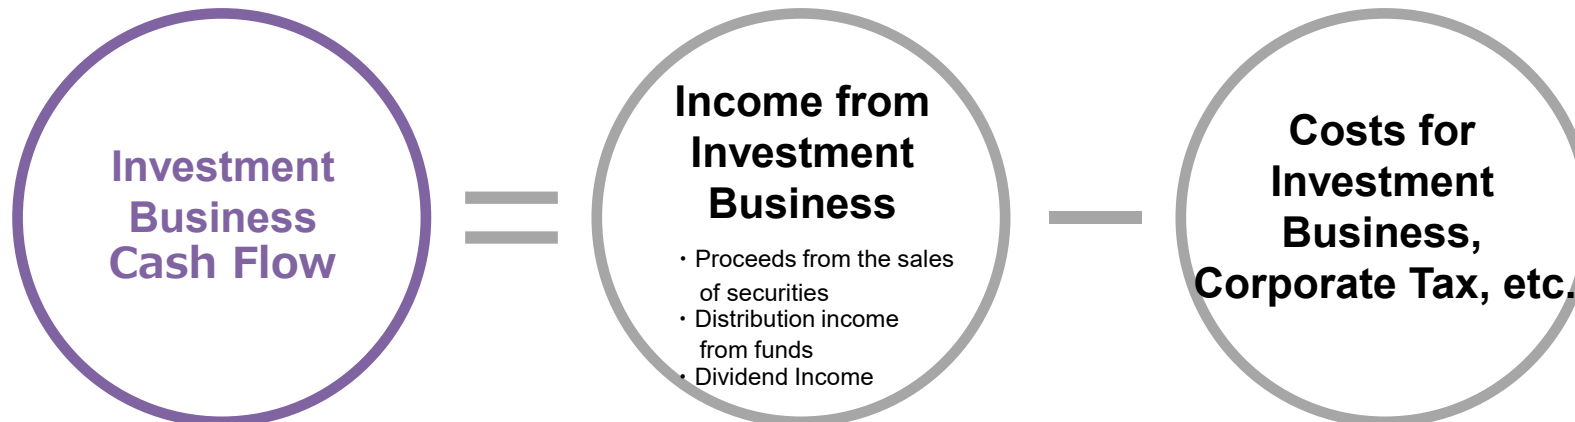 Investment
Business
Cash Flow
Income from
Investment
Business
・Proceeds from the sales
of securities
・Distribution income
from funds
・Dividend Income
Costs for
Investment
Business,
Corporate Tax, etc.